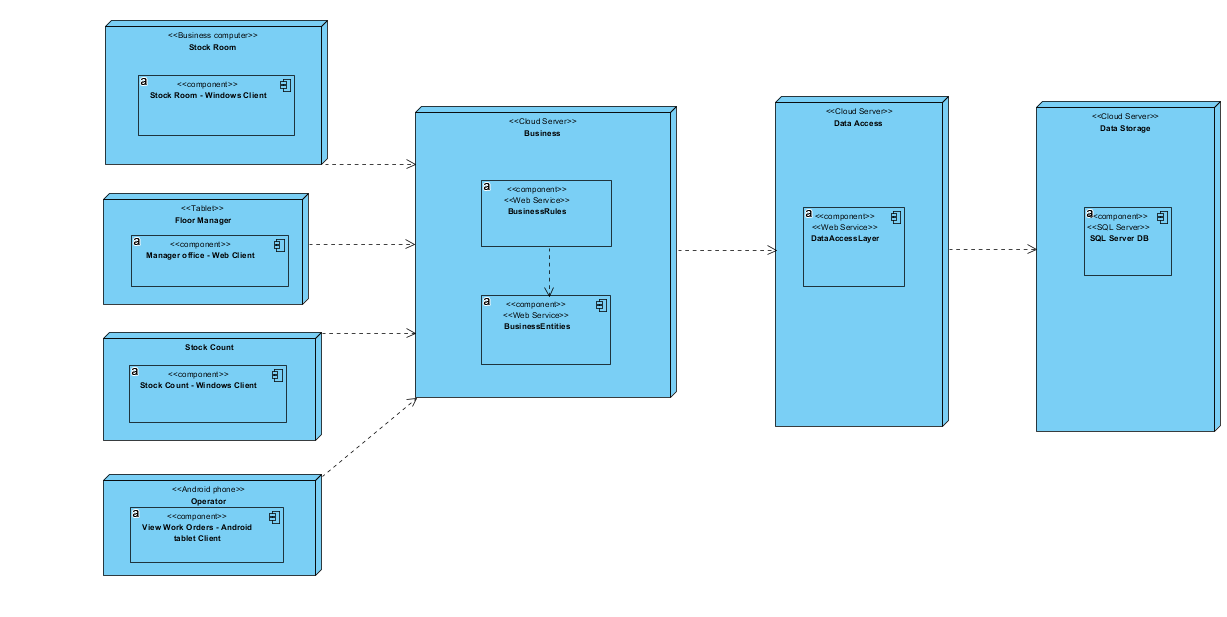 <<Business computer>>
Stock Room
a
<<component>>
Stock Room - Windows Client
<<Tablet>>
Floor Manager
a
<<component>>
Manager office - Web Client
Stock Count
a
<<component>>
Stock Count - Windows Client
<<Android phone>>
Operator
a
<<component>>
View Work Orders - Android
tablet Client
<<Cloud Server>>
Business
a
<<component>>
<<Web Service>>
BusinessRules
a
<<component>>
<<Web Service>>
BusinessEntities
<<Cloud Server>>
Data Access
a
<<component>>
<<Web Service>>
DataAccessLayer
<<Cloud Server>>
Data Storage
a
<<component>>
<<SQL Server>>
SQL Server DB